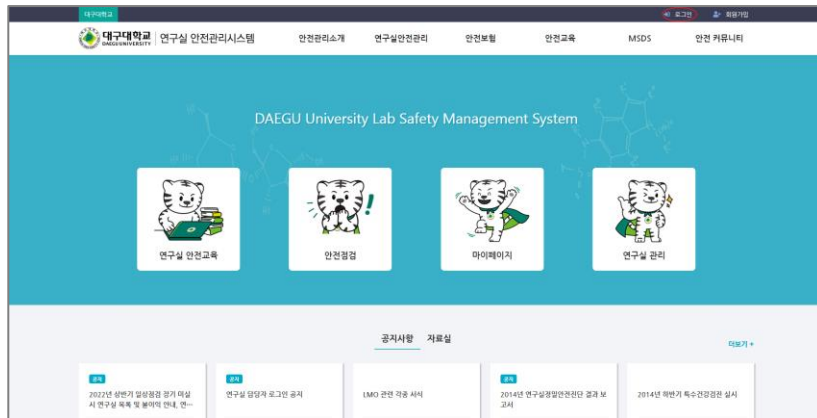 대구대학교
로그인
회원가입
대구대학교 연구실 안전관리시스템
DAEGU UNIVERSITY
안전관리소개 연구실안전관리 안전보험 안전교육 MSDS 안전 커뮤니티
DAEGU University Lab Safety Management System
연구실 안전교육
안전점검
마이페이지
연구실 관리
공지사항 자료실
더보기 +
공지
2022년 상반기 일상점검 장기 미실
시 연구실 목록 및 불이익 안내, 연…
공지
연구실 담당자 로그인 공지
LMO 관련 각종 서식
공지
2014년 연구실정밀안전진단 결과 보
고서
2014년 하반기 특수건강검진 실시